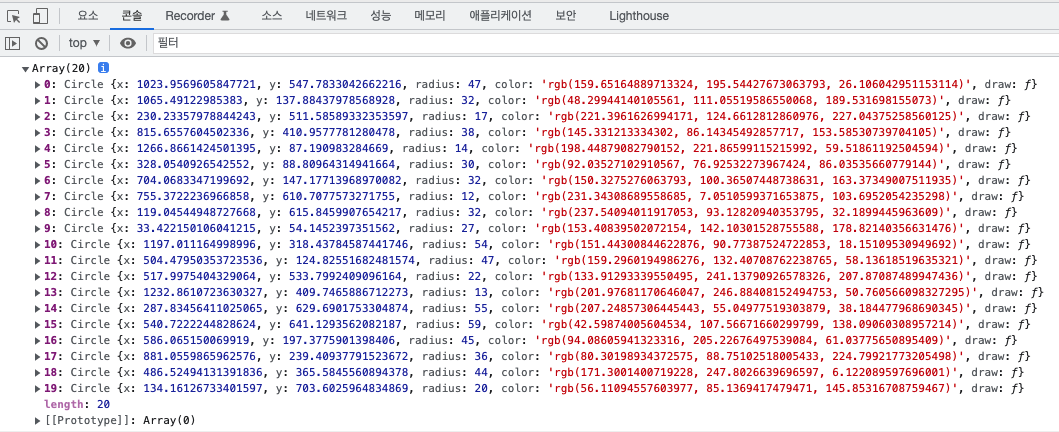 요소 콘솔 Recorder 소스 네트워크 성능 메모리 애플리케이션 보안 Lighthouse
top ▼ 필터
▼Array(20) i
▶0: Circle {x: 1023.9569605847721, y: 547.7833042662216, radius: 47, color: 'rgb(159.65164889713324, 195.54427673063793, 26.106042951153114)', draw: ƒ}
▶1: Circle {x: 1065.49122985383, y: 137.88437978568928, radius: 32, color: 'rgb(48.29944140105561, 111.05519586550068, 189.531698155073)', draw: ƒ}
▶2: Circle {x: 230.23357978844243, y: 511.58589332353597, radius: 17, color: 'rgb(221.3961626994171, 124.6612812860976, 227.04375258560125)', draw: ƒ}
▶3: Circle {x: 815.6557604502336, y: 410.9577781280478, radius: 38, color: 'rgb(145.331213334302, 86.14345492857717, 153.58530739704105)', draw: ƒ}
▶4: Circle {x: 1266.8661424501395, y: 87.190983284669, radius: 14, color: 'rgb(198.44879082790152, 221.86599115215992, 59.51861192504594)', draw: ƒ}
▶5: Circle {x: 328.0540926542552, y: 88.80964314941664, radius: 30, color: 'rgb(92.03527102910567, 76.92532273967424, 86.03535660779144)', draw: ƒ}
▶6: Circle {x: 704.0683347199692, y: 147.17713968970082, radius: 32, color: 'rgb(150.3275276063793, 100.36507448738631, 163.37349007511935)', draw: ƒ}
▶7: Circle {x: 755.3722236966858, y: 610.7077573271755, radius: 12, color: 'rgb(231.34308689558685, 7.0510599371653875, 103.6952054235298)', draw: ƒ}
▶8: Circle {x: 119.04544948727668, y: 615.8459907654217, radius: 32, color: 'rgb(237.54094011917053, 93.12820940353795, 32.1899445963609)', draw: ƒ}
▶9: Circle {x: 33.422150106041215, y: 54.1452397351562, radius: 27, color: 'rgb(153.40839502072154, 142.10301528755588, 178.82140356631476)', draw: ƒ}
▶10: Circle {x: 1197.011164998996, y: 318.43784587441746, radius: 54, color: 'rgb(151.44300844622876, 90.77387524722853, 18.15109530949692)', draw: ƒ}
▶11: Circle {x: 504.47950353723536, y: 124.82551682481574, radius: 47, color: 'rgb(159.2960194986276, 132.40708762238765, 58.13618519635321)', draw: ƒ}
▶12: Circle {x: 517.9975404329064, y: 533.7992409096164, radius: 22, color: 'rgb(133.91293339550495, 241.13790926578326, 207.87087489947436)', draw: ƒ}
▶13: Circle {x: 1232.8610723630327, y: 409.7465886712273, radius: 13, color: 'rgb(201.97681170646047, 246.88408152494753, 50.760566098327295)', draw: ƒ}
▶14: Circle {x: 287.83456411025065, y: 629.6901753304874, radius: 55, color: 'rgb(207.24857306445443, 55.04977519303879, 38.18447796869​0345)', draw: ƒ}
▶15: Circle {x: 540.7222244828624, y: 641.1293562082187, radius: 59, color: 'rgb(42.59874005604534, 107.56671660299799, 138.09060308957214)', draw: ƒ}
▶16: Circle {x: 586.065150069919, y: 197.3775901398406, radius: 45, color: 'rgb(94.0860595941323316, 205.22676497539084, 61.03775650895409)', draw: ƒ}
▶17: Circle {x: 881.0559865962576, y: 239.40937791523672, radius: 36, color: 'rgb(80.30198934372575, 88.75102518005433, 224.79921773205498)', draw: ƒ}
▶18: Circle {x: 486.52494131391836, y: 365.5845560894378, radius: 44, color: 'rgb(171.3001400719228, 247.8026639696597, 6.122089597696001)', draw: ƒ}
▶19: Circle {x: 134.16126733401597, y: 703.6025964834869, radius: 20, color: 'rgb(56.11094557603977, 85.1369417479471, 145.85316708759467)', draw: ƒ}
length: 20
▶[[Prototype]]: Array(0)